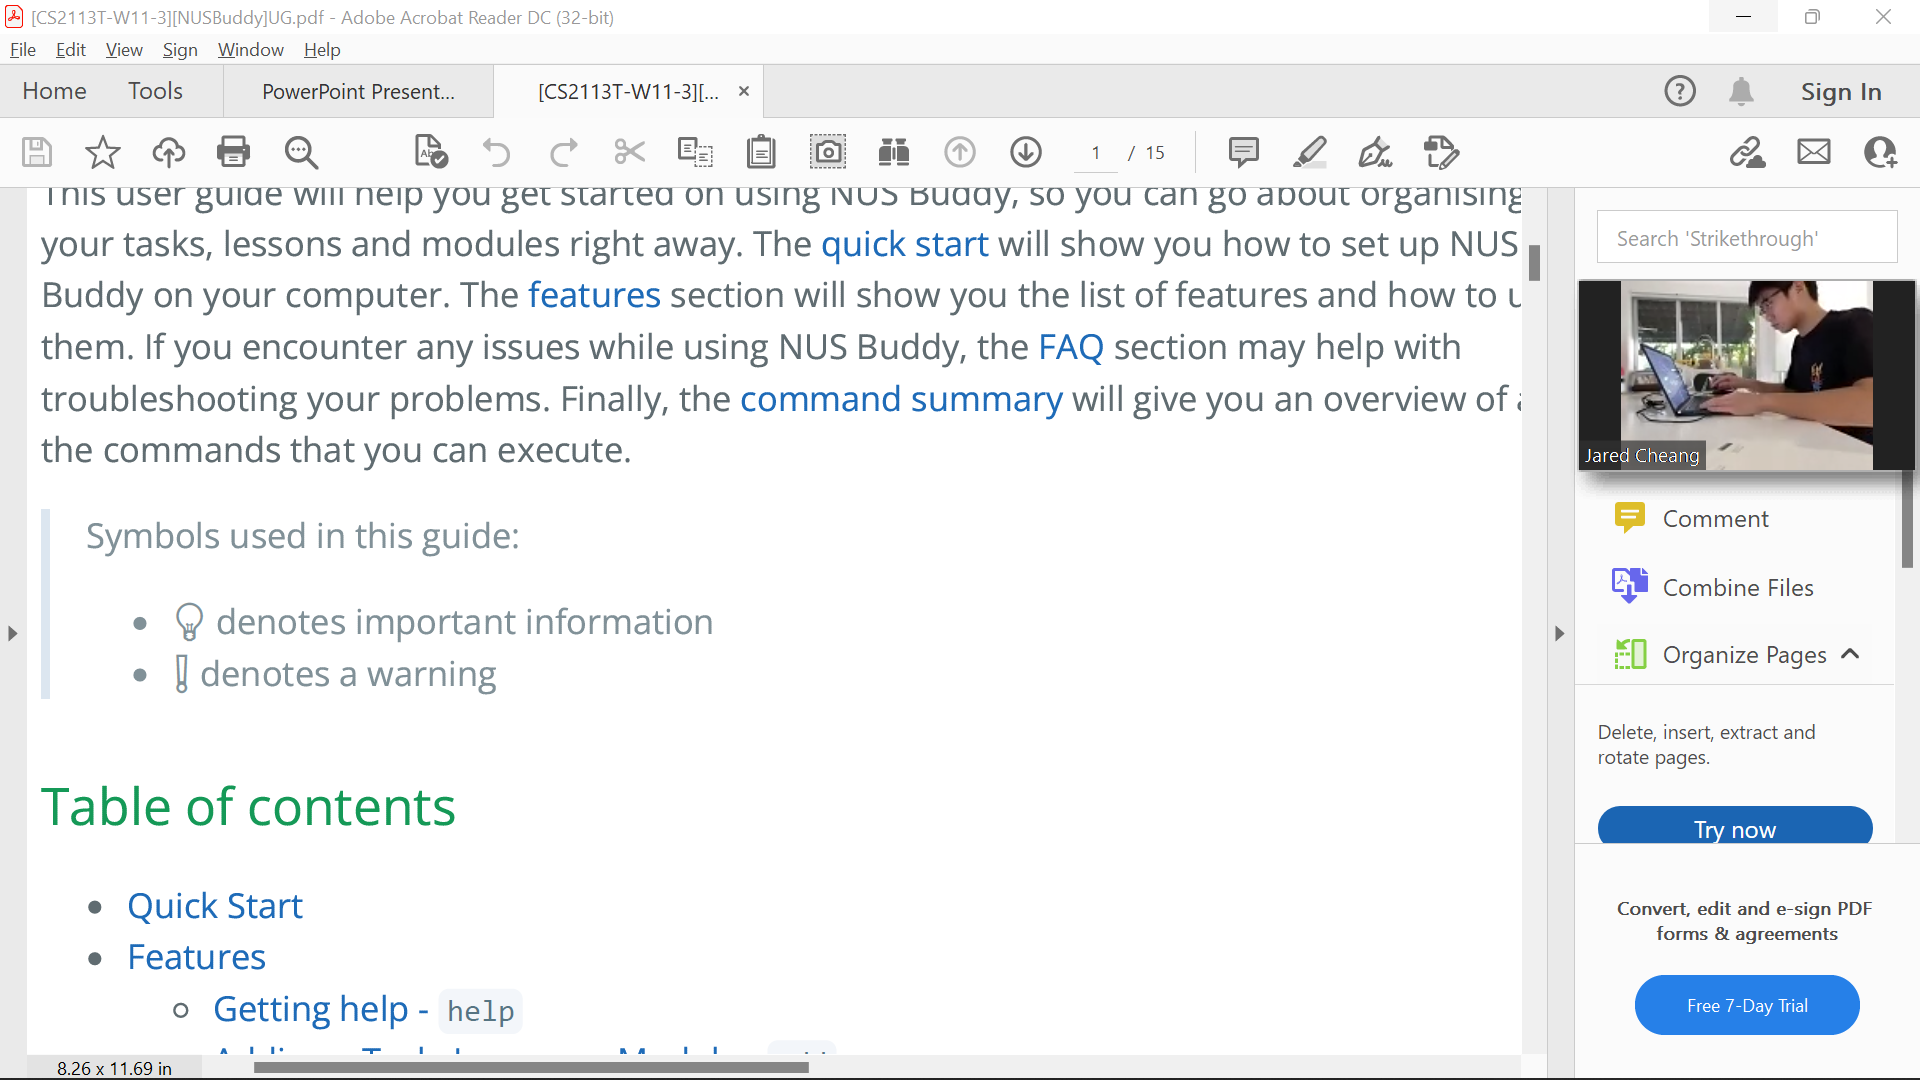 [CS2113T-W11-3][NUSBuddy]UG.pdf - Adobe Acrobat Reader DC (32-bit)
File Edit View Sign Window Help
Home Tools PowerPoint Present... [CS2113T-W11-3][... × Sign In
1 / 15
This user guide will help you get started on using NUS Buddy, so you can go about organising
your tasks, lessons and modules right away. The quick start will show you how to set up NUS
Buddy on your computer. The features section will show you the list of features and how to
them. If you encounter any issues while using NUS Buddy, the FAQ section may help with
troubleshooting your problems. Finally, the command summary will give you an overview of
the commands that you can execute.
Symbols used in this guide:
• denotes important information
• denotes a warning
Table of contents
• Quick Start
• Features
○ Getting help - help
8.26 x 11.69 in
Search 'Strikethrough'
Jared Cheang
Comment
Combine Files
Organize Pages
Delete, insert, extract and
rotate pages.
Try now
Convert, edit and e-sign PDF
forms & agreements
Free 7-Day Trial